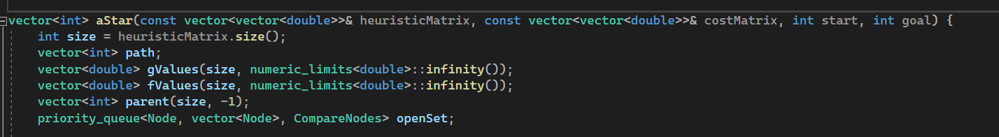 vector<int> aStar(const vector<vector<double>>& heuristicMatrix, const vector<vector<double>>& costMatrix, int start, int goal) {
    int size = heuristicMatrix.size();
    vector<int> path;
    vector<double> gValues(size, numeric_limits<double>::infinity());
    vector<double> fValues(size, numeric_limits<double>::infinity());
    vector<int> parent(size, -1);
    priority_queue<Node, vector<Node>, CompareNodes> openSet;